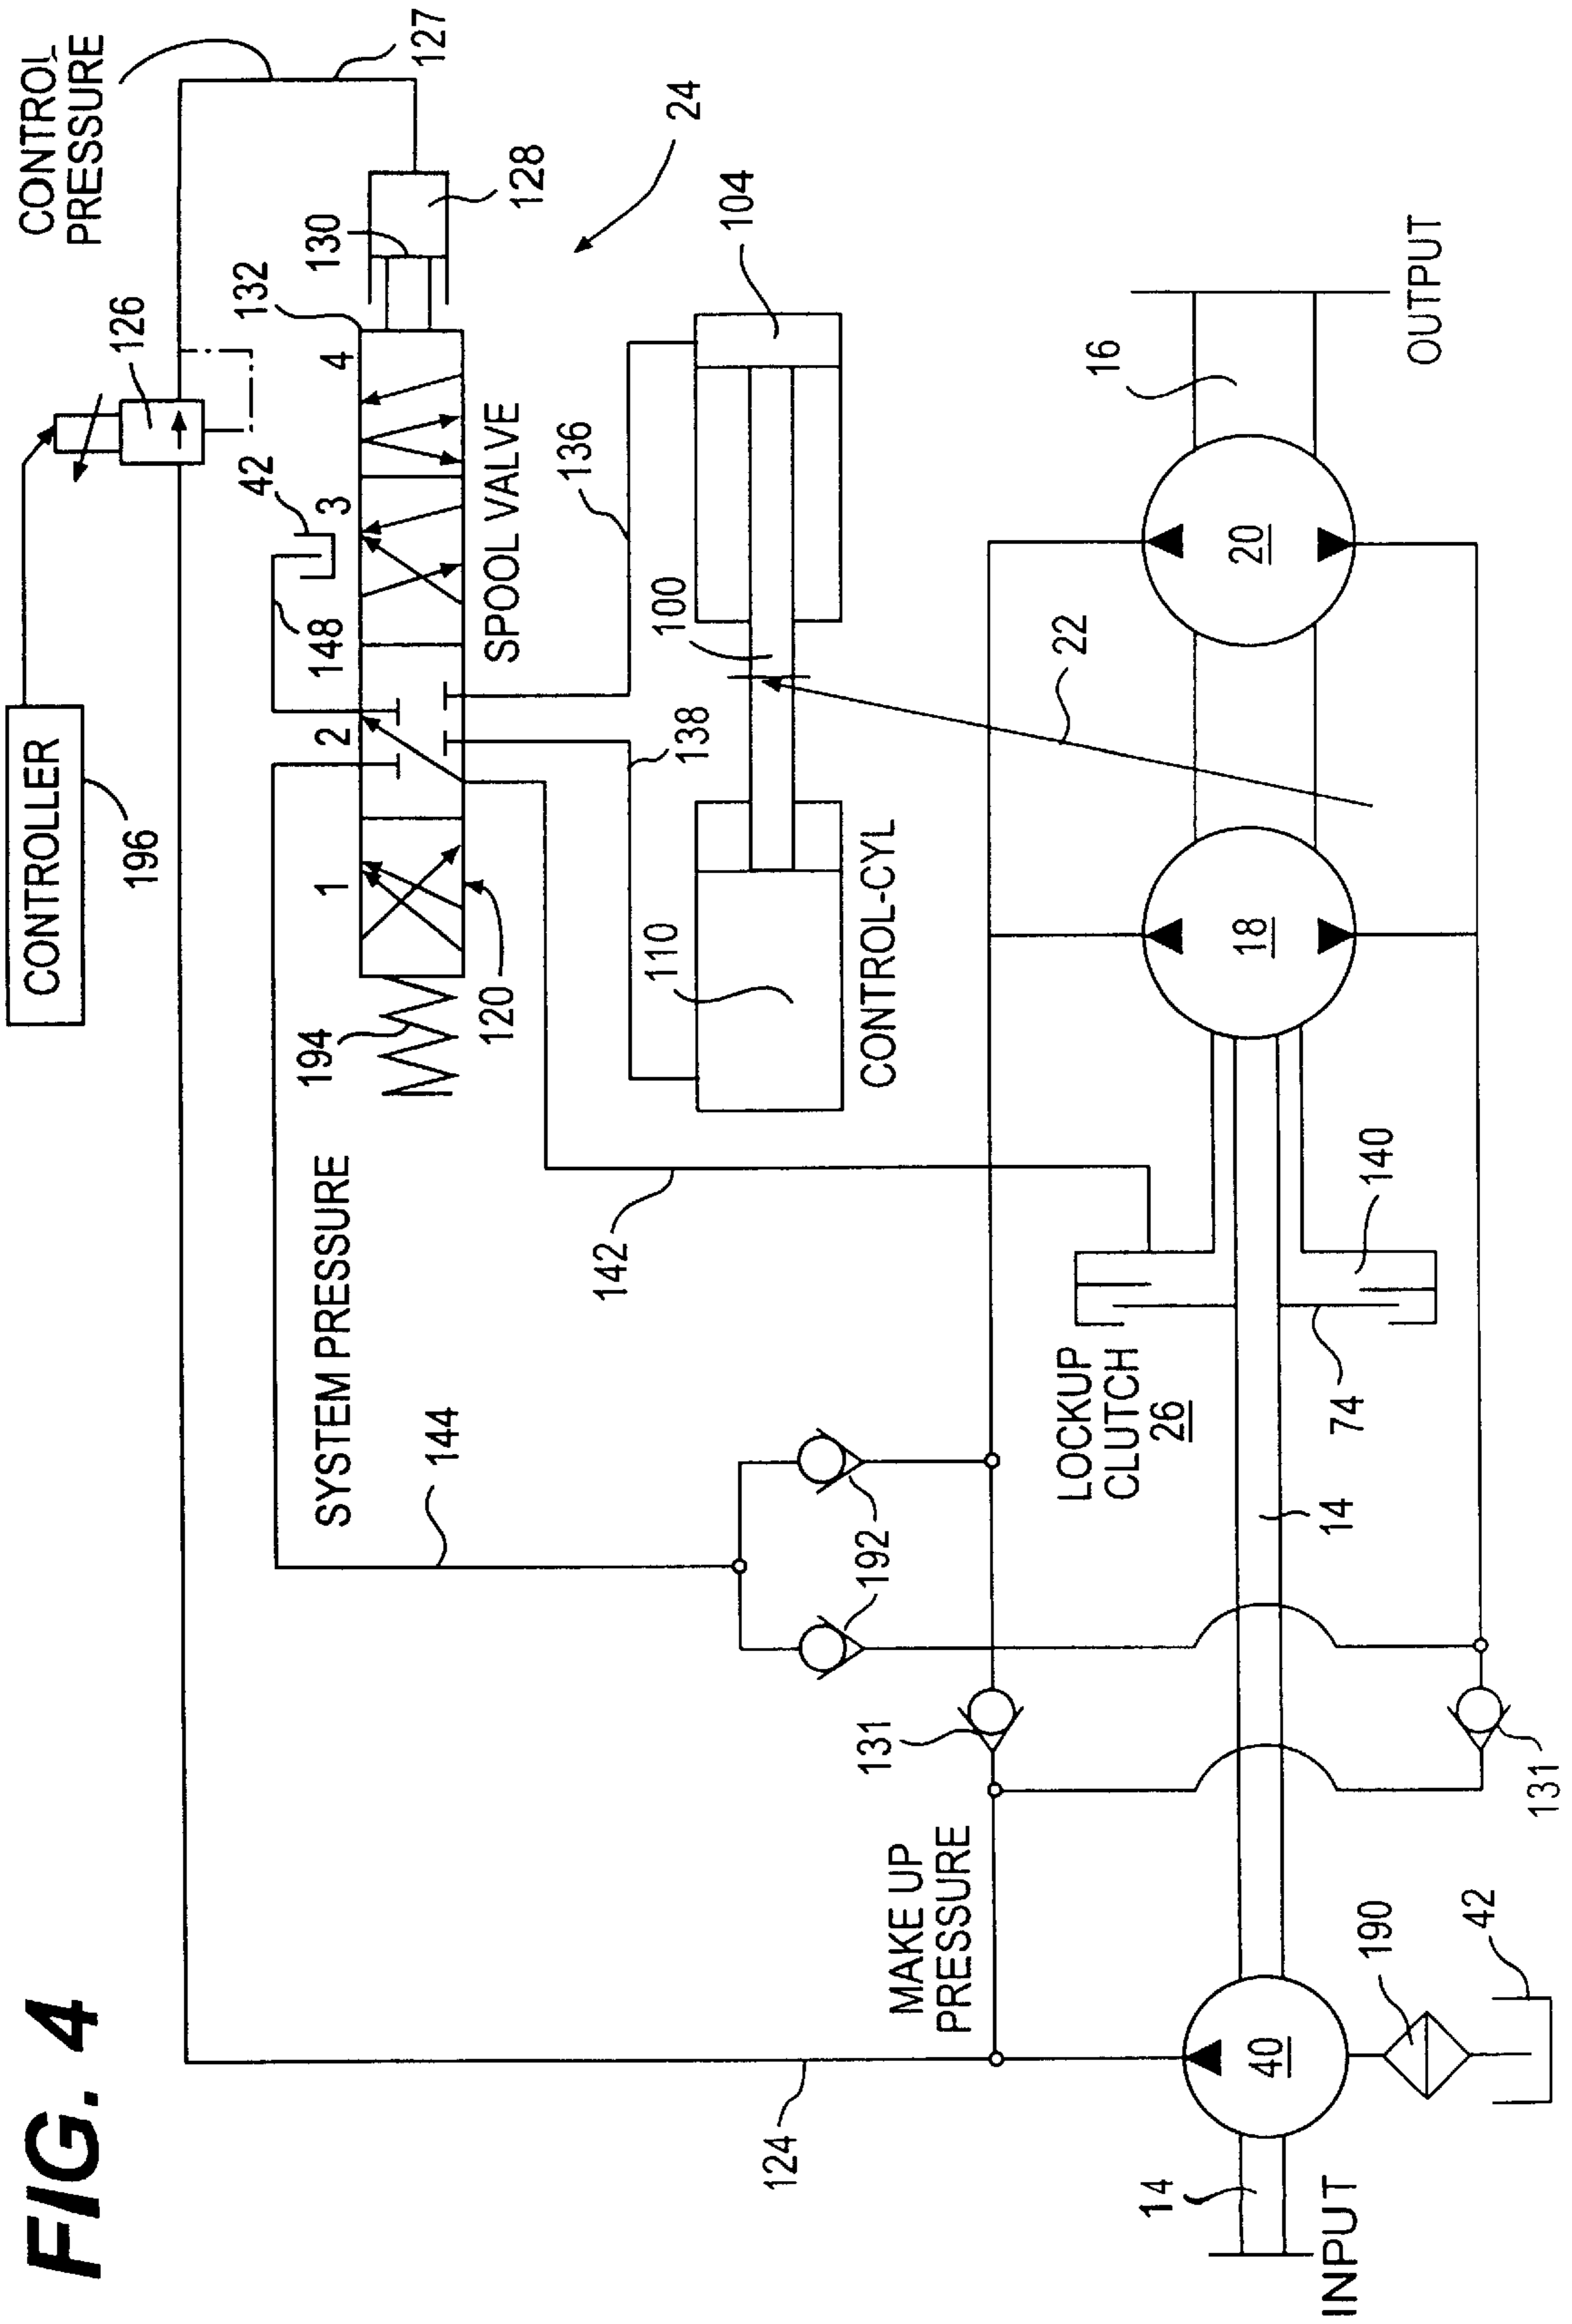 FIG. 4
CONTROLLER
196
126
CONTROL
PRESSURE
127
SYSTEM PRESSURE
144
194
1
2
3
4
148
42
132
130
128
120
SPOOL VALVE
24
142
138
136
110
100
104
CONTROL-CYL
124
MAKE UP
PRESSURE
131
192
LOCKUP
CLUTCH
26
22
14
INPUT
40
190
42
131
14
74
140
18
20
16
OUTPUT